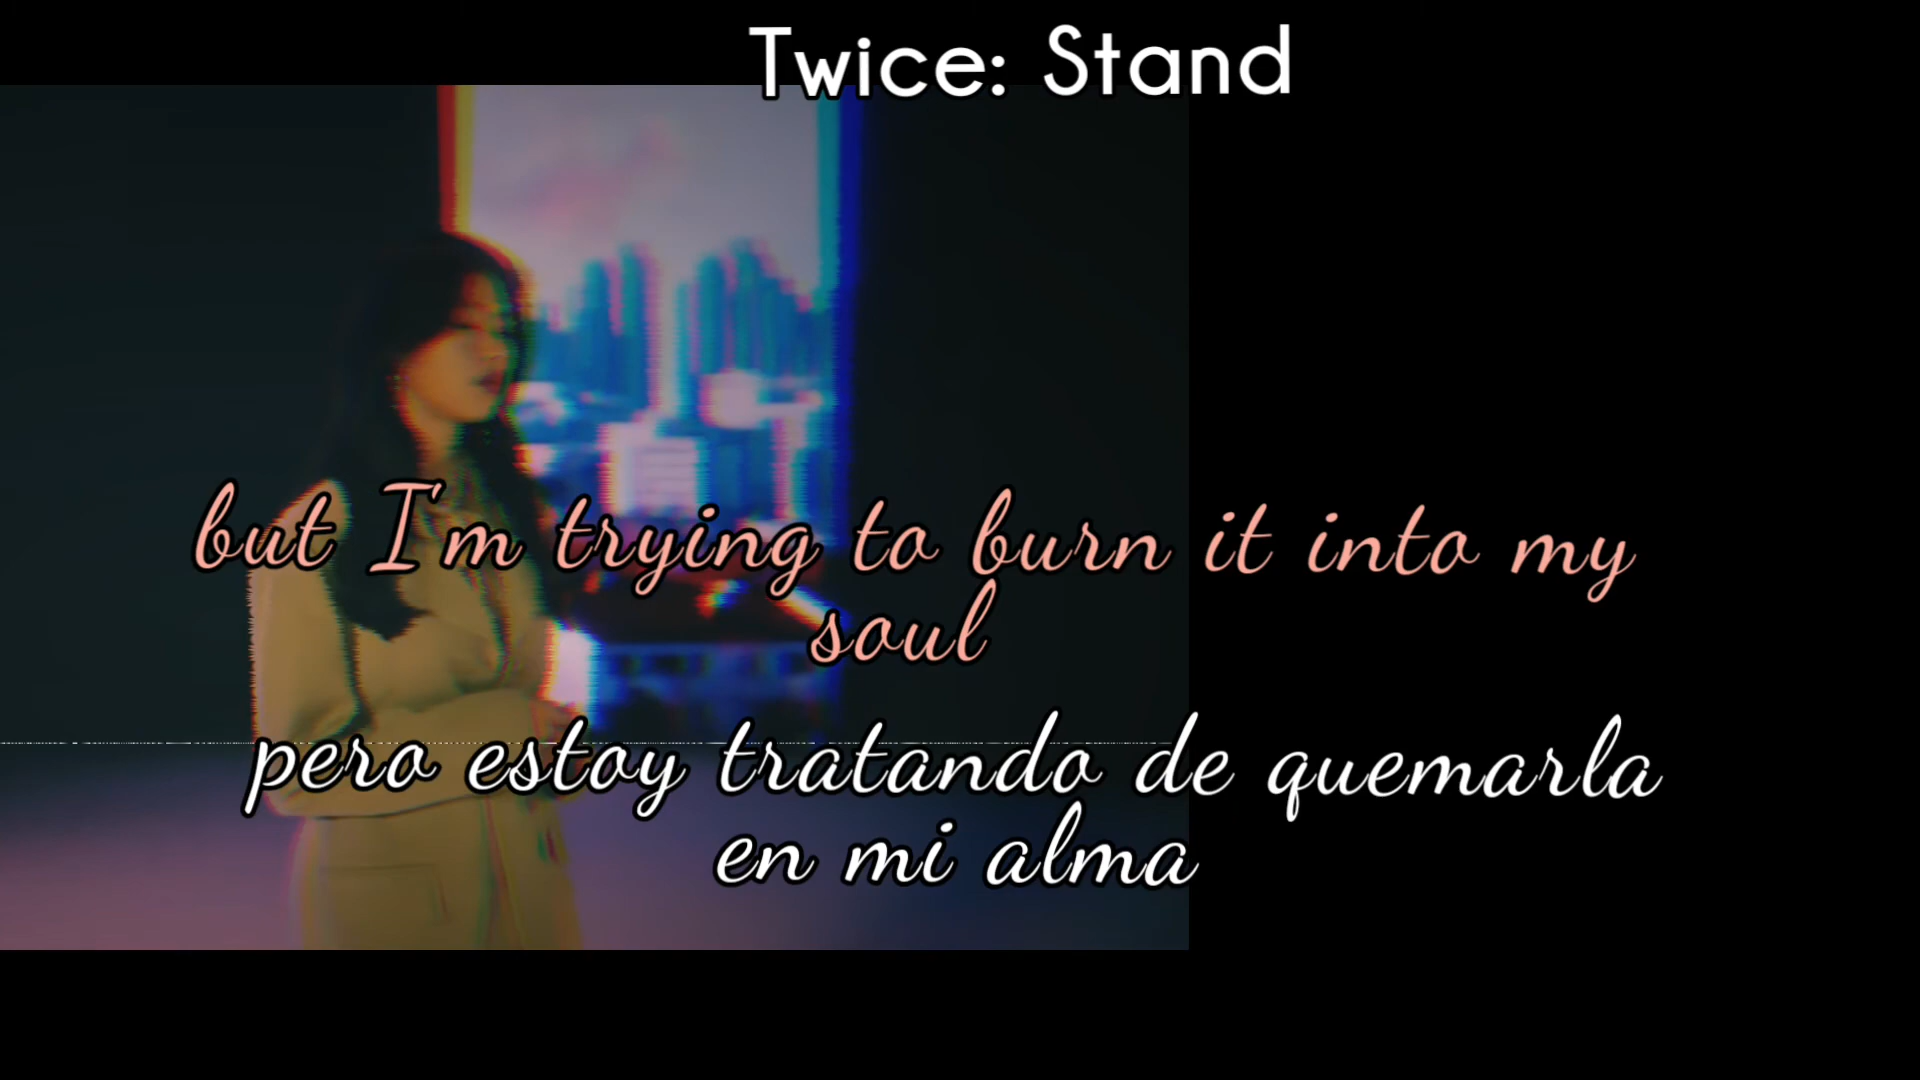 Twice: Stand
but I'm trying to burn it into my
soul
pero estoy tratando de quemarla
en mi alma